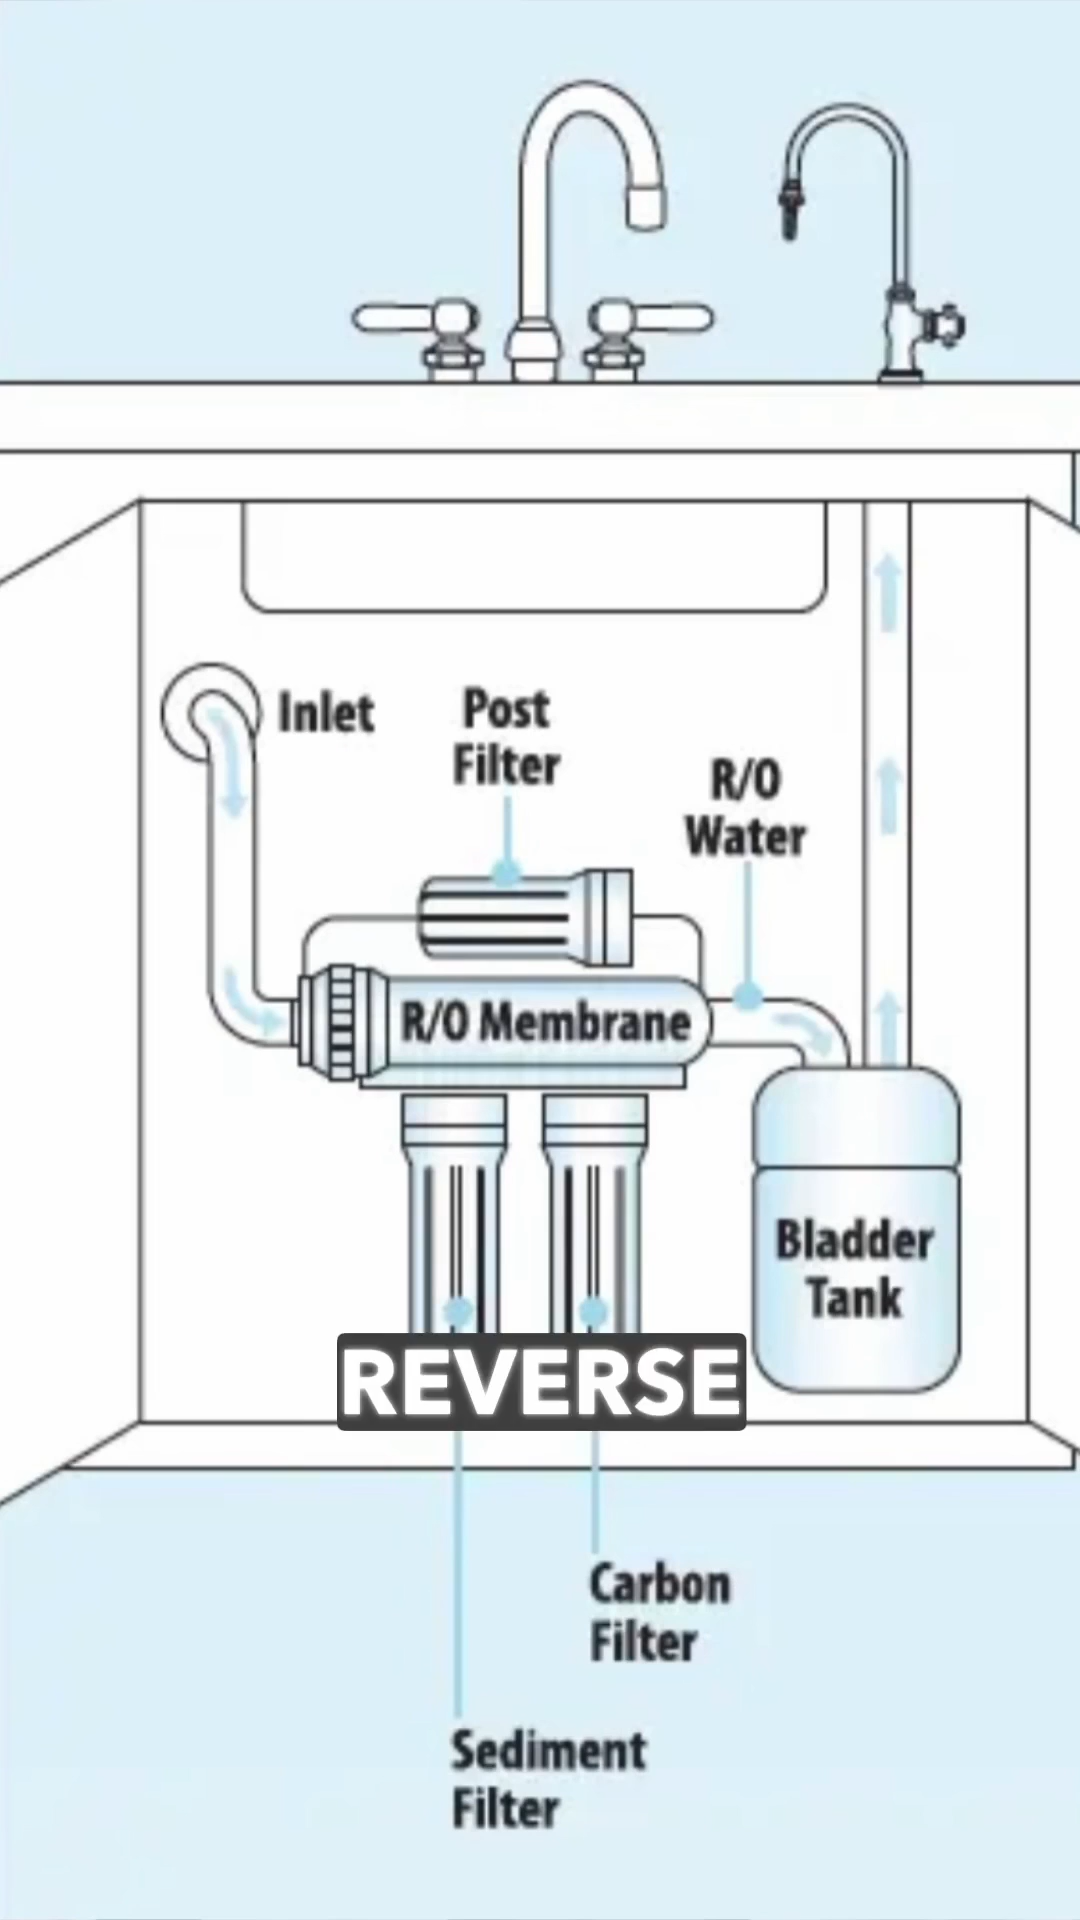 Inlet
Post
Filter
R/O
Water
R/O Membrane
Bladder
Tank
REVERSE
Carbon
Filter
Sediment
Filter